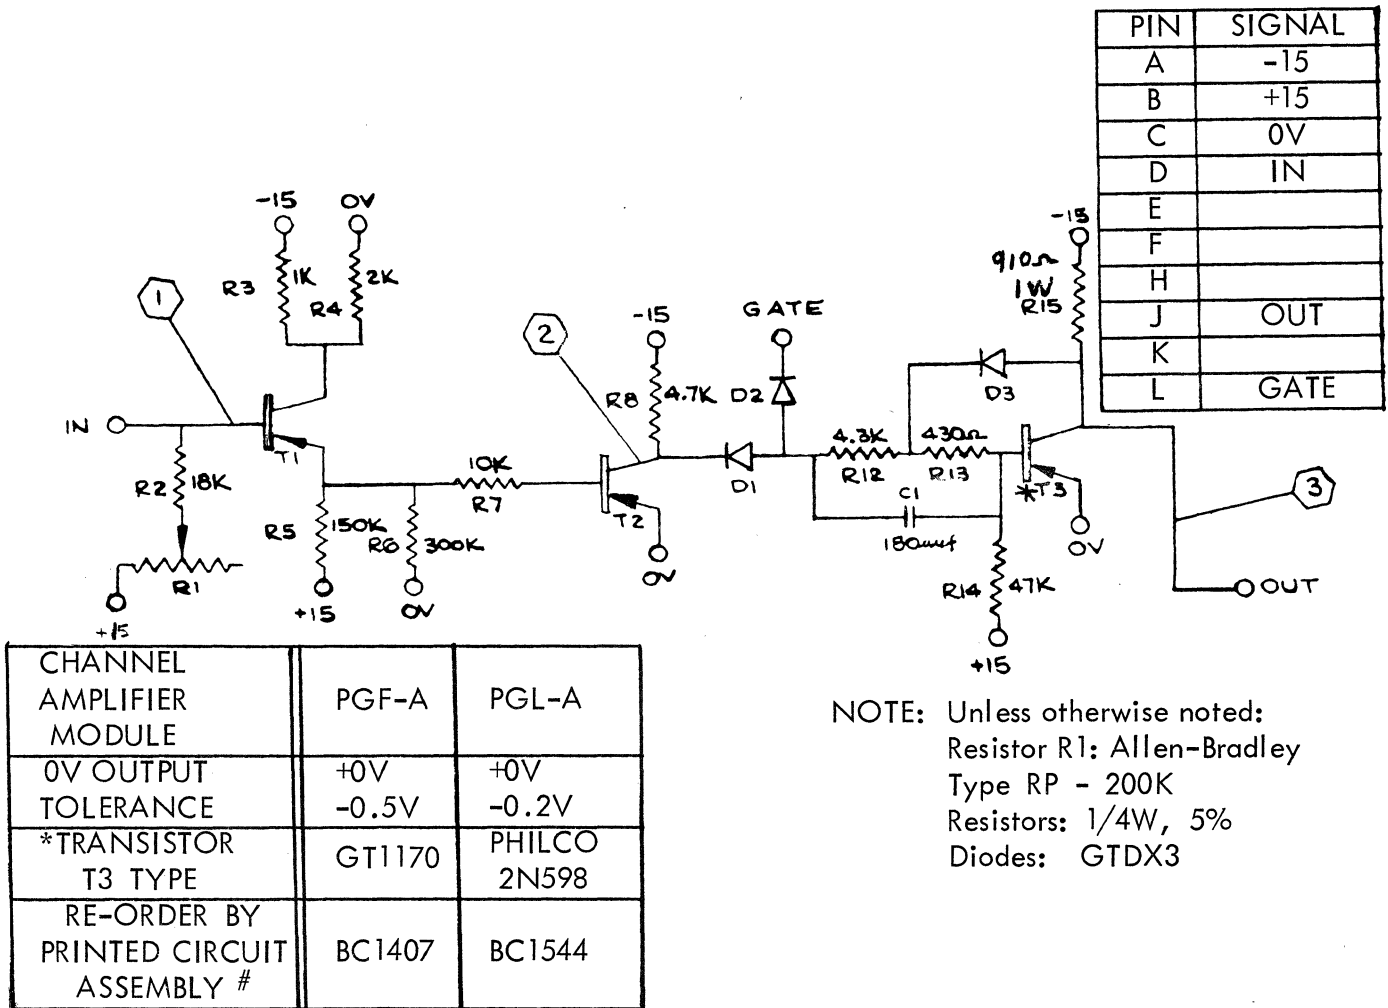 PIN SIGNAL
A -15
B +15
C 0V
D IN
E
F
H
J OUT
K
L GATE
-15 0V
R3 1K
R4 2K
1
IN
T1
R2 18K
R1
+15
R5 150K
+15
R6 300K
0V
10K
R7
2
-15
R8 4.7K
T2
0V
GATE
D2
D1
4.3K
R12
430Ω
R13
C1
180μμf
D3
-15
910Ω
1W
R15
*T3
0V
R14 47K
+15
3
OUT
CHANNEL
AMPLIFIER
MODULE
PGF-A PGL-A
0V OUTPUT
TOLERANCE
+0V
-0.5V
+0V
-0.2V
*TRANSISTOR
T3 TYPE
GT1170
PHILCO
2N598
RE-ORDER BY
PRINTED CIRCUIT
ASSEMBLY #
BC1407 BC1544
NOTE: Unless otherwise noted:
Resistor R1: Allen-Bradley
Type RP - 200K
Resistors: 1/4W, 5%
Diodes: GTDX3